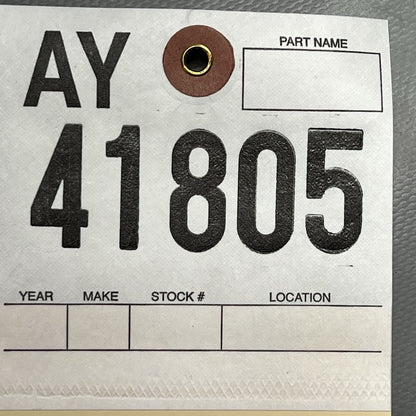 AY
PART NAME
41805
YEAR MAKE STOCK # LOCATION